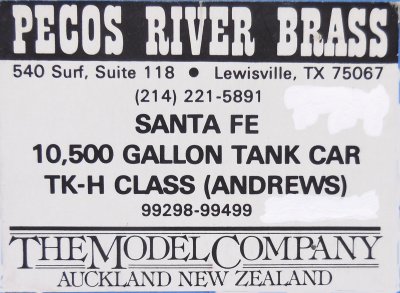 PECOS RIVER BRASS
540 Surf, Suite 118 • Lewisville, TX 75067
(214) 221-5891
SANTA FE
10,500 GALLON TANK CAR
TK-H CLASS (ANDREWS)
99298-99499
THE MODEL COMPANY
AUCKLAND NEW ZEALAND